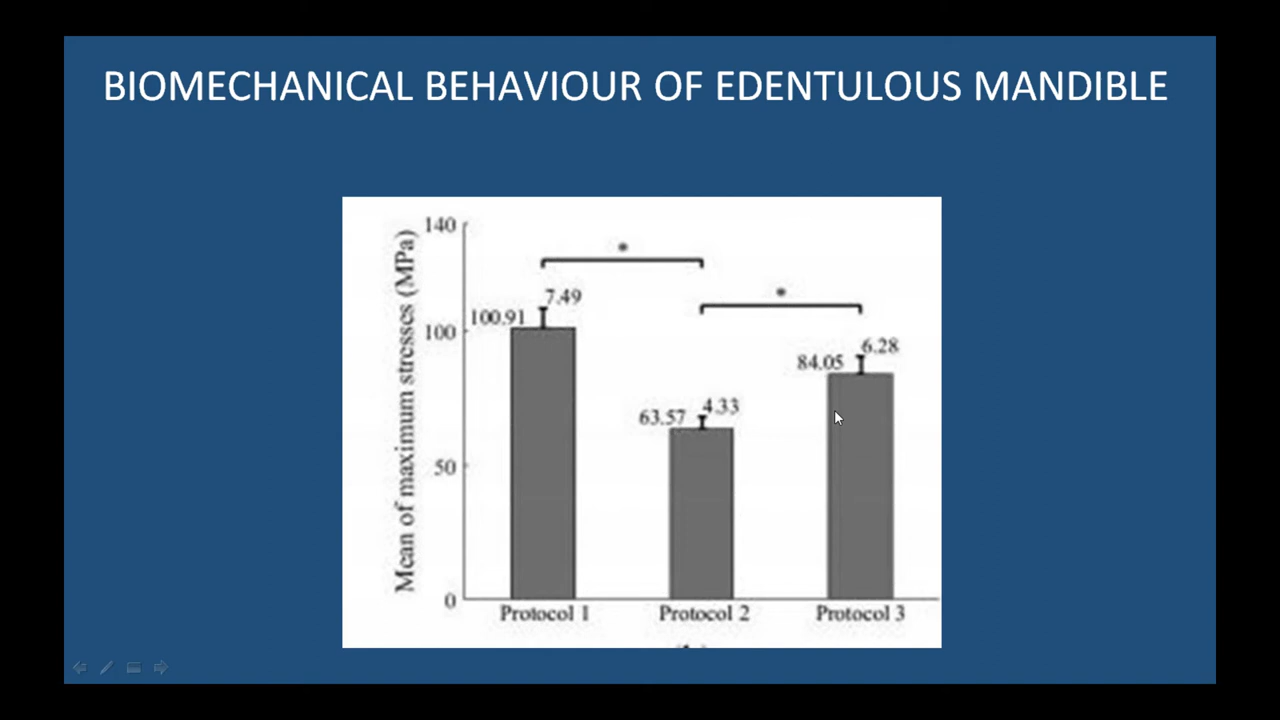 BIOMECHANICAL BEHAVIOUR OF EDENTULOUS MANDIBLE
Mean of maximum stresses (MPa)
140
100
50
0
*
*
100.91
7.49
63.57
4.33
84.05
6.28
Protocol 1
Protocol 2
Protocol 3